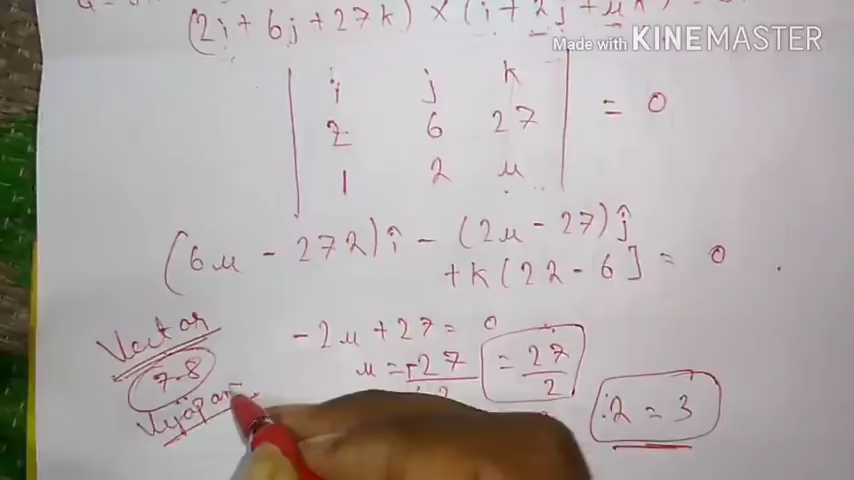 (2i + 6j + 27k) × (i + λj + μk) =
Made with KINEMASTER
i j k
2 6 27 = 0
1 λ μ
(6μ - 27λ)î - (2μ - 27)ĵ
+ k(2λ - 6] = 0
Vector
7-8
-2μ + 27 = 0
μ = -27 = 27/2
λ = 3